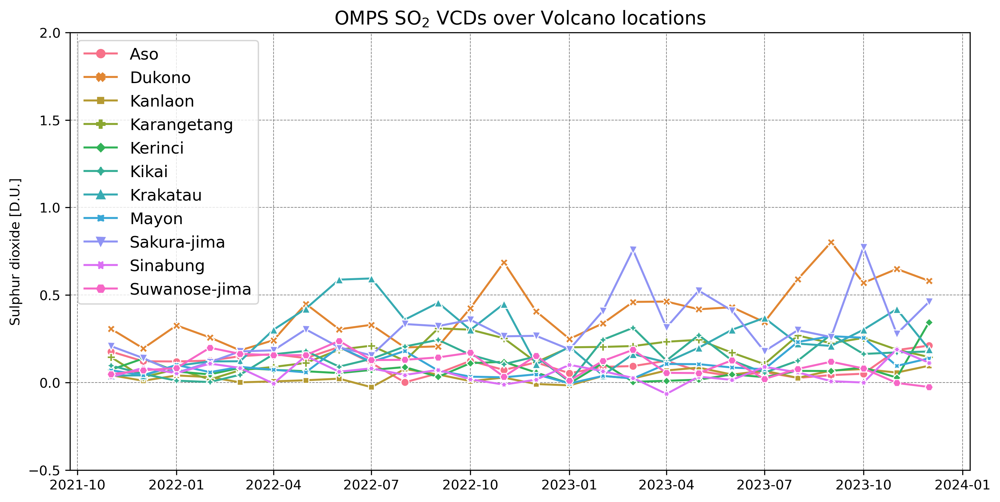 OMPS SO₂ VCDs over Volcano locations
2.0
1.5
1.0
0.5
0.0
−0.5
Sulphur dioxide [D.U.]
Aso
Dukono
Kanlaon
Karangetang
Kerinci
Kikai
Krakatau
Mayon
Sakura-jima
Sinabung
Suwanose-jima
2021-10 2022-01 2022-04 2022-07 2022-10 2023-01 2023-04 2023-07 2023-10 2024-01